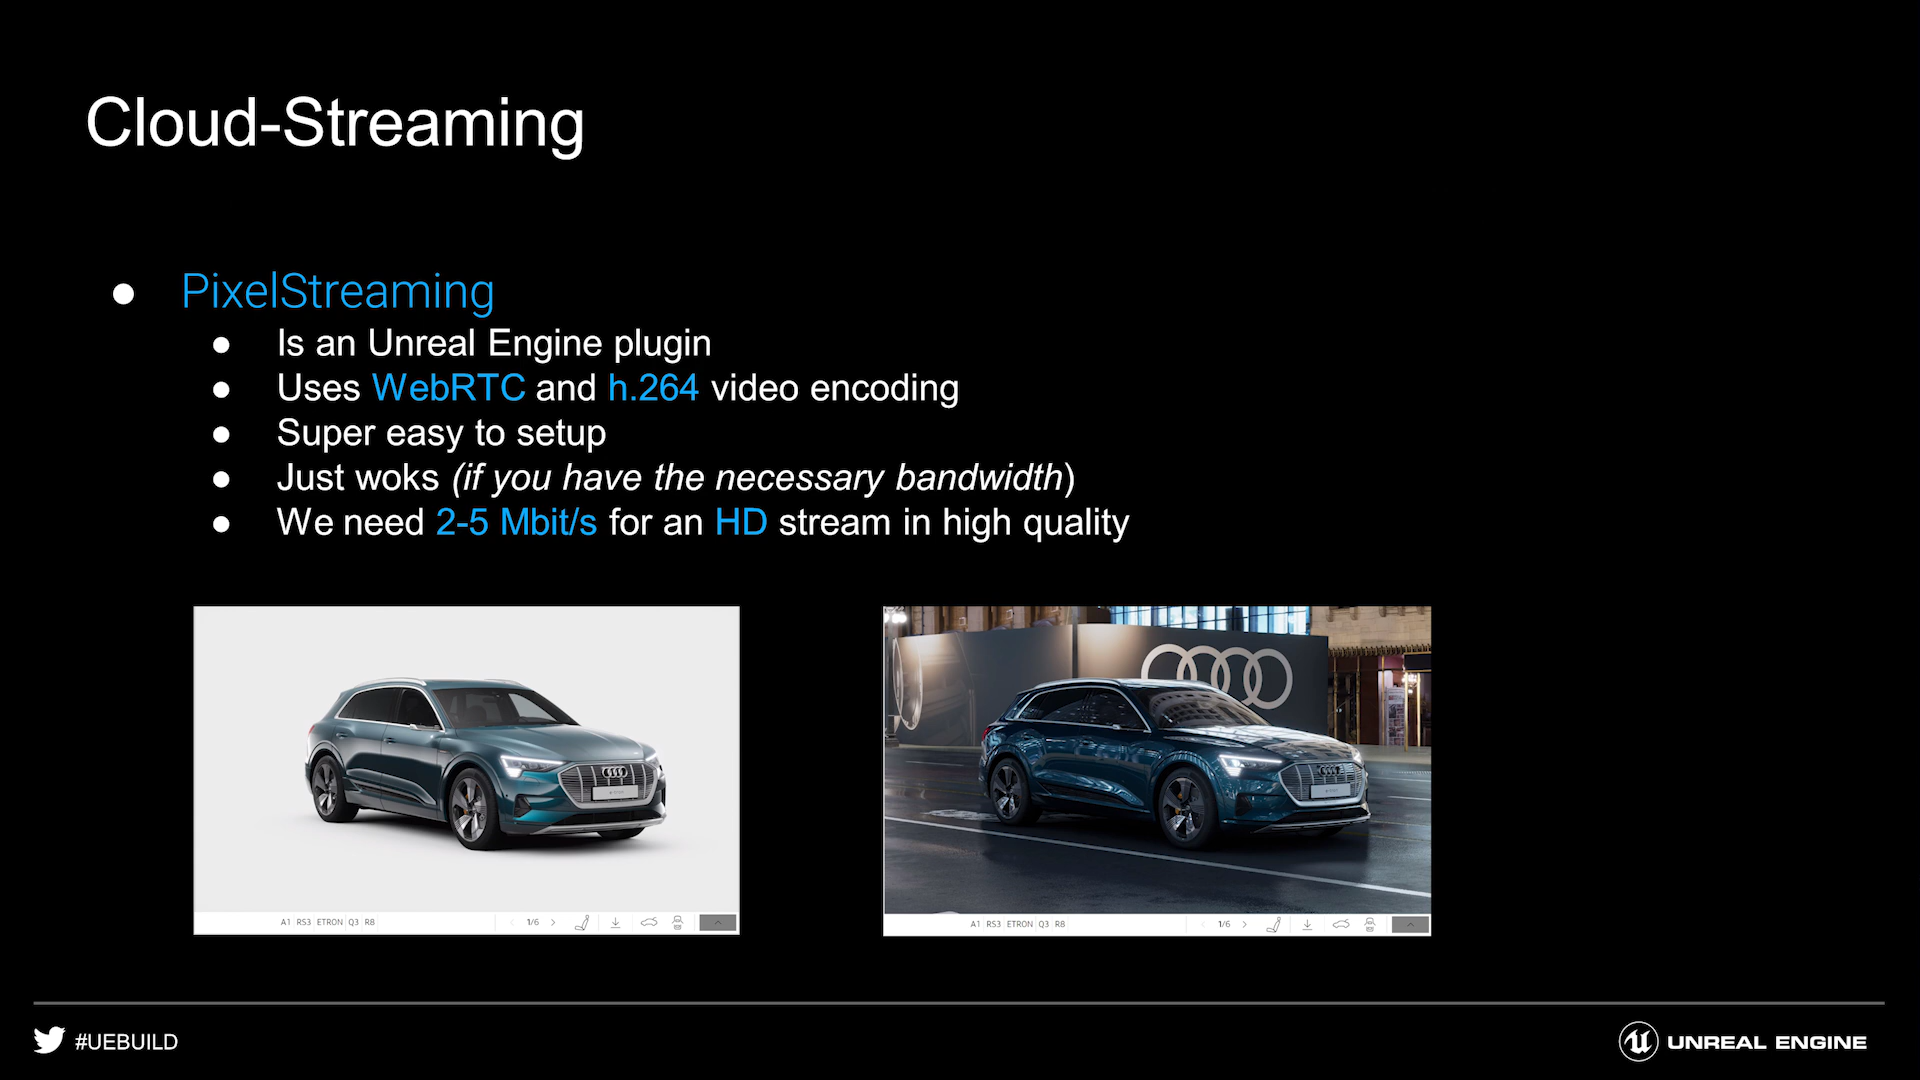 Cloud-Streaming
● PixelStreaming
● Is an Unreal Engine plugin
● Uses WebRTC and h.264 video encoding
● Super easy to setup
● Just woks (if you have the necessary bandwidth)
● We need 2-5 Mbit/s for an HD stream in high quality
A1 RS3 ETRON Q3 R8 1/6
A1 RS3 ETRON Q3 R8 1/6
#UEBUILD
UNREAL ENGINE